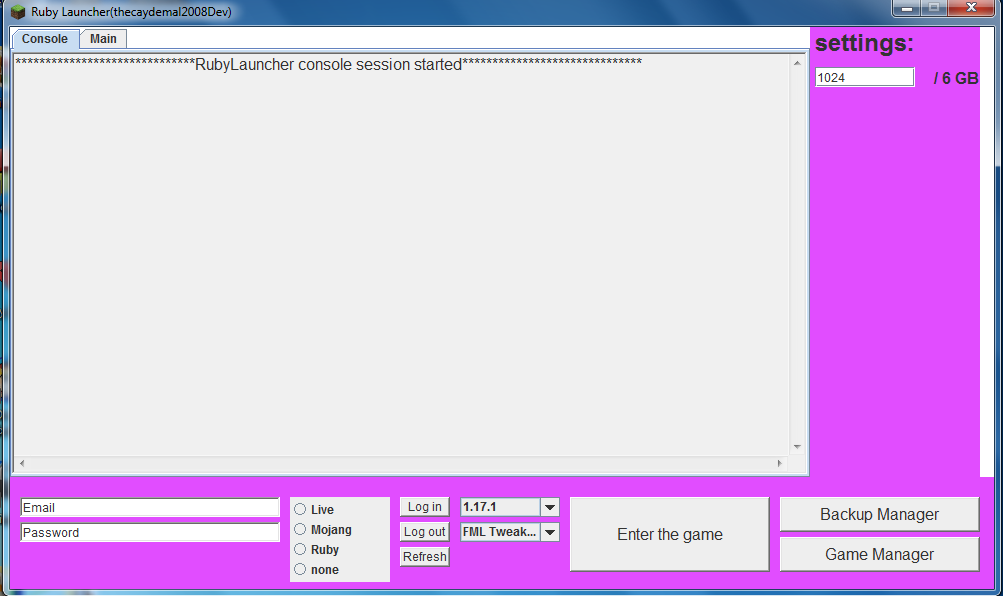 Ruby Launcher(thecaydemal2008Dev)
Console Main
******************************RubyLauncher console session started******************************
settings:
1024 / 6 GB
Email
Password
Live
Mojang
Ruby
none
Log in
Log out
Refresh
1.17.1
FML Tweak...
Enter the game
Backup Manager
Game Manager